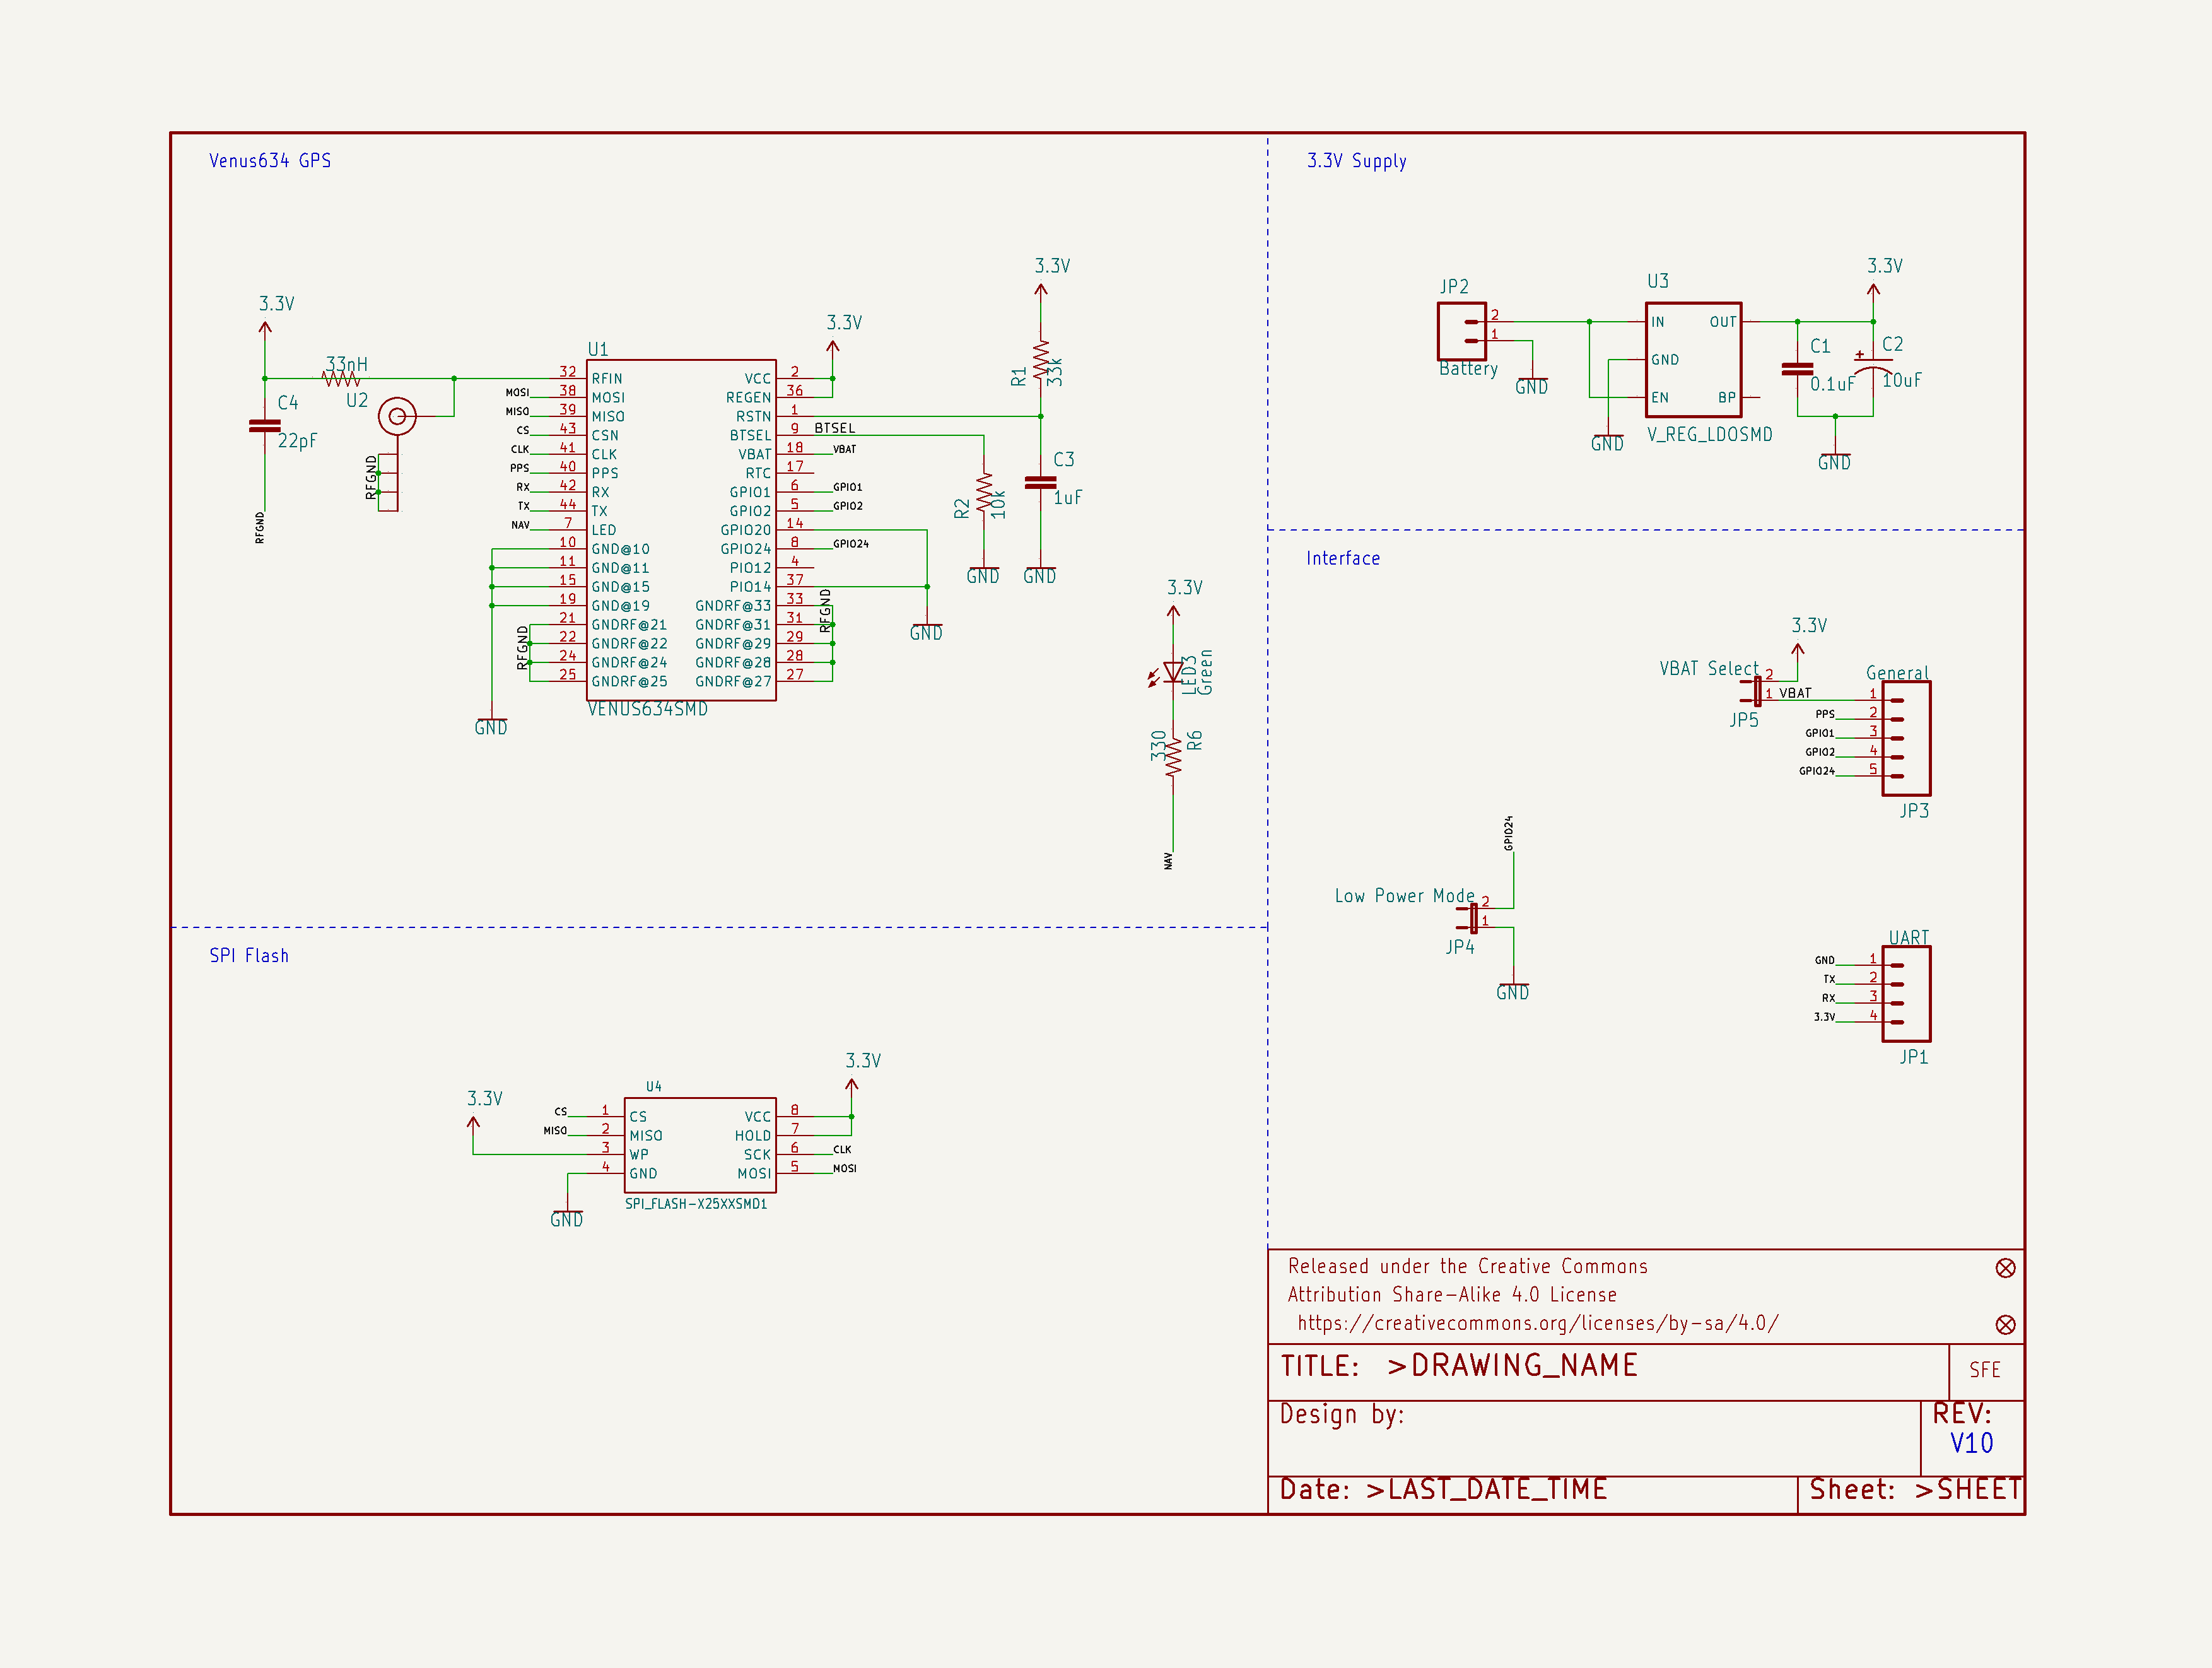 Venus634 GPS
3.3V
33nH
U2
C4
22pF
RFGND
RFGND
U1
32 RFIN
MOSI 38 MOSI
MISO 39 MISO
CS 43 CSN
CLK 41 CLK
PPS 40 PPS
RX 42 RX
TX 44 TX
NAV 7 LED
10 GND@10
11 GND@11
15 GND@15
19 GND@19
21 GNDRF@21
22 GNDRF@22
24 GNDRF@24
25 GNDRF@25
RFGND
GND
VENUS634SMD
3.3V
VCC 2
REGEN 36
RSTN 1
BTSEL 9 BTSEL
VBAT 18 VBAT
RTC 17
GPIO1 6 GPIO1
GPIO2 5 GPIO2
GPIO20 14
GPIO24 8 GPIO24
PIO12 4
PIO14 37
GNDRF@33 33
GNDRF@31 31
GNDRF@29 29
GNDRF@28 28
GNDRF@27 27
RFGND
GND
3.3V
R1
33k
R2
10k
C3
1uF
GND
GND
3.3V
LED3
Green
330
R6
NAV
3.3V Supply
JP2
2
1
Battery
GND
U3
IN OUT
GND
EN BP
V_REG_LDOSMD
GND
3.3V
C1
0.1uF
C2
10uF
GND
Interface
3.3V
VBAT Select
2
1 VBAT
JP5
General
1
PPS 2
GPIO1 3
GPIO2 4
GPIO24 5
JP3
GPIO24
Low Power Mode
2
1
JP4
GND
UART
GND 1
TX 2
RX 3
3.3V 4
JP1
SPI Flash
3.3V
3.3V
U4
CS 1 CS VCC 8
MISO 2 MISO HOLD 7
3 WP SCK 6 CLK
4 GND MOSI 5 MOSI
GND
SPI_FLASH-X25XXSMD1
Released under the Creative Commons
Attribution Share-Alike 4.0 License
https://creativecommons.org/licenses/by-sa/4.0/
TITLE: >DRAWING_NAME
SFE
Design by:
REV:
V10
Date: >LAST_DATE_TIME
Sheet: >SHEET